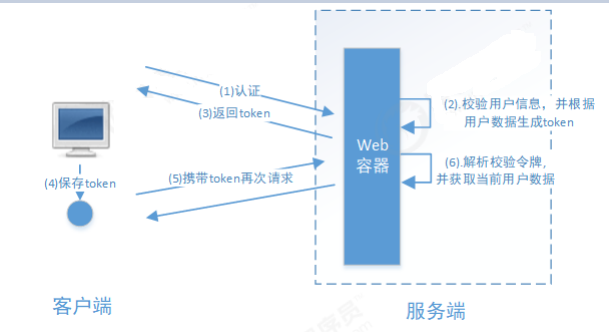 (1)认证
(3)返回token
(2).校验用户信息，并根据
用户数据生成token
Web
容器
(4)保存token
(5)携带token再次请求
(6).解析校验令牌,
并获取当前用户数据
客户端
服务端